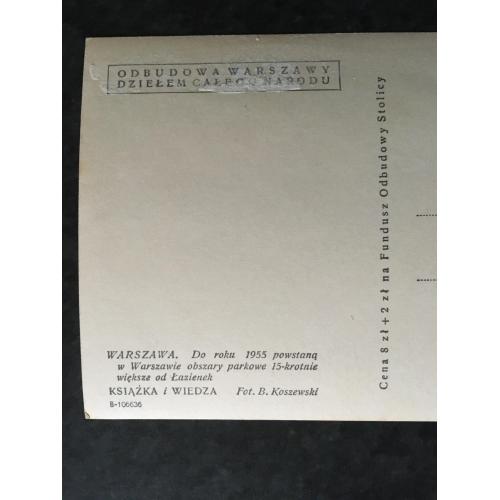 ODBUDOWA WARSZAWY
DZIEŁEM CAŁEGO NARODU
Cena 8 zł + 2 zł na Fundusz Odbudowy Stolicy
WARSZAWA. Do roku 1955 powstaną
w Warszawie obszary parkowe 15-krotnie
większe od Łazienek
KSIĄŻKA i WIEDZA Fot. B. Koszewski
B-106636